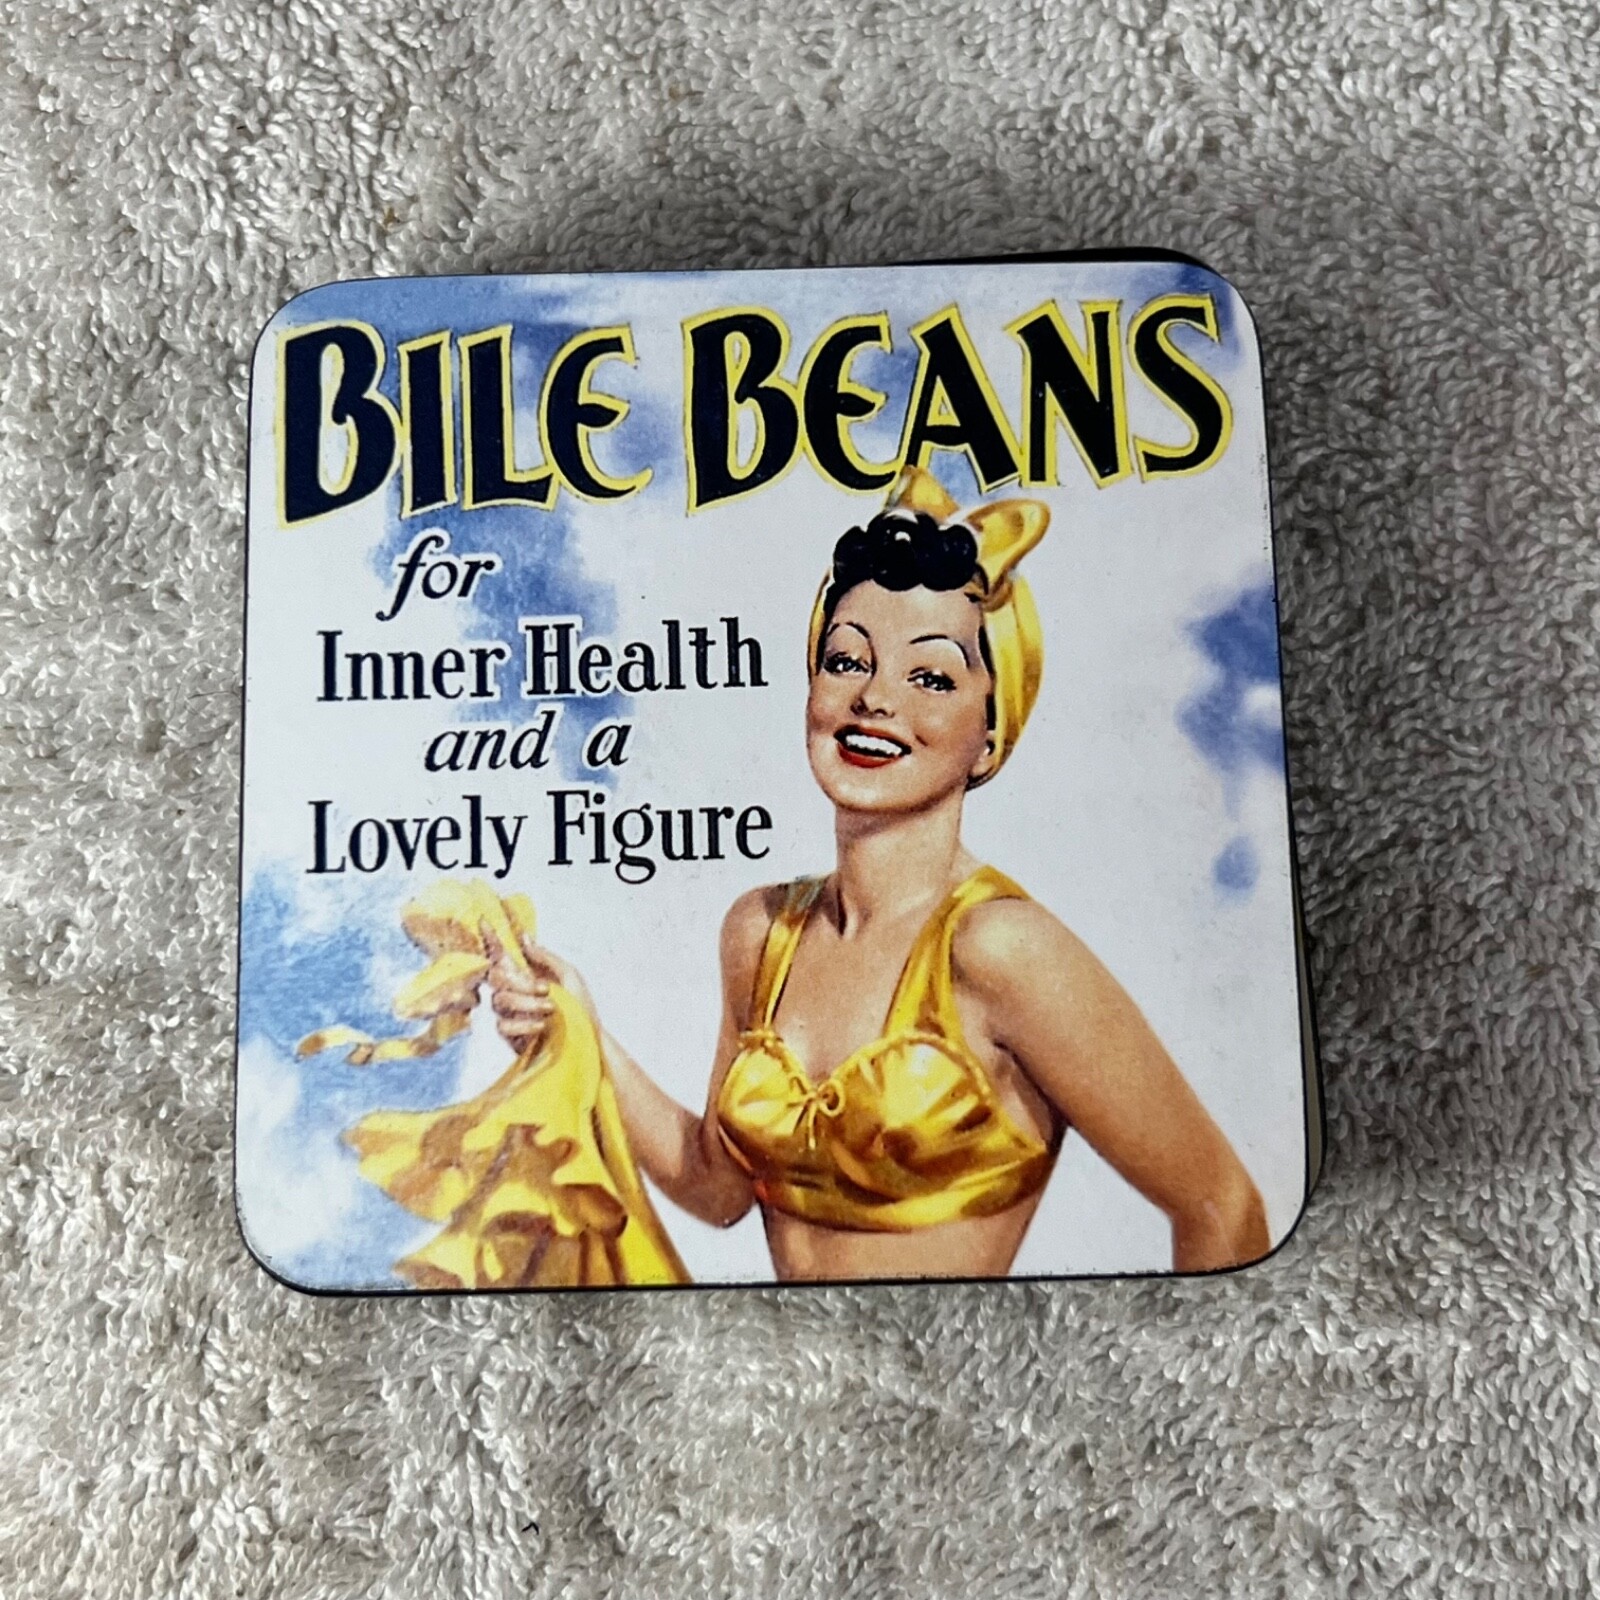 BILE BEANS
for
Inner Health
and a
Lovely Figure